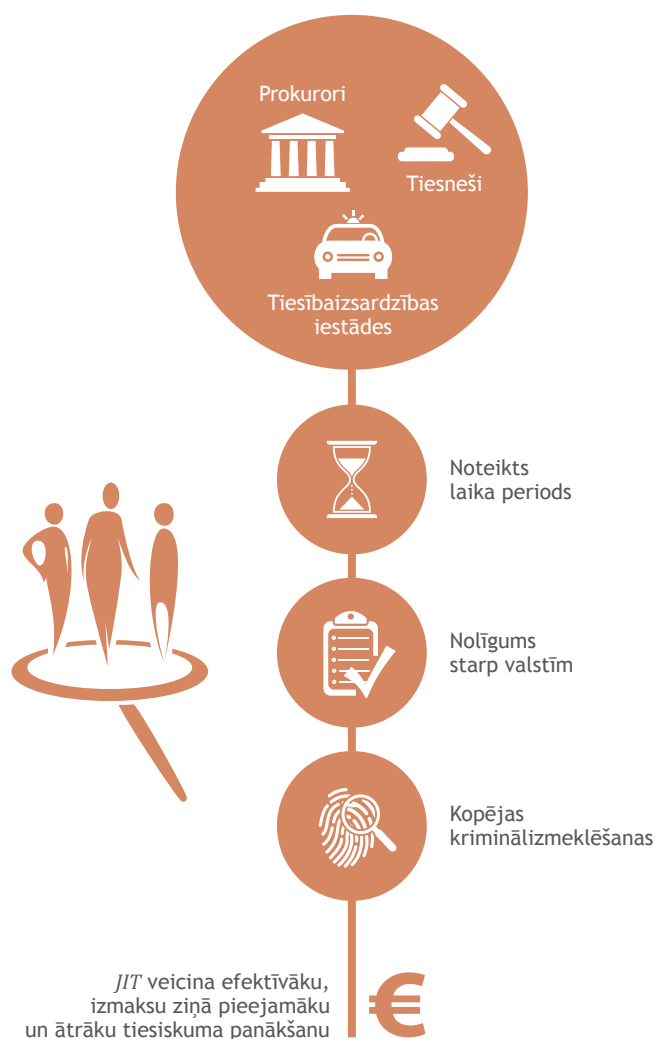 Prokurori
Tiesneši
Tiesībaizsardzības
iestādes
Noteikts
laika periods
Nolīgums
starp valstīm
Kopējas
kriminālizmeklēšanas
JIT veicina efektīvāku,
izmaksu ziņā pieejamāku
un ātrāku tiesiskuma panākšanu
€